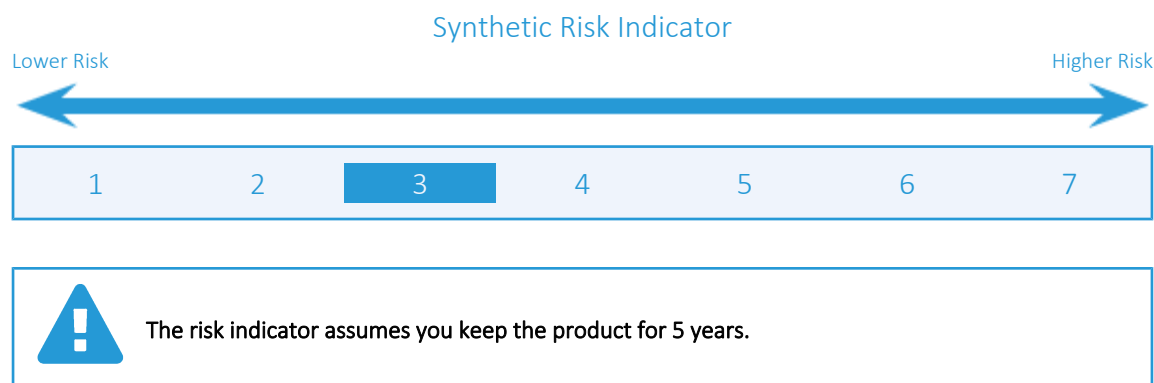 Synthetic Risk Indicator
Lower Risk Higher Risk
1 2 3 4 5 6 7
The risk indicator assumes you keep the product for 5 years.